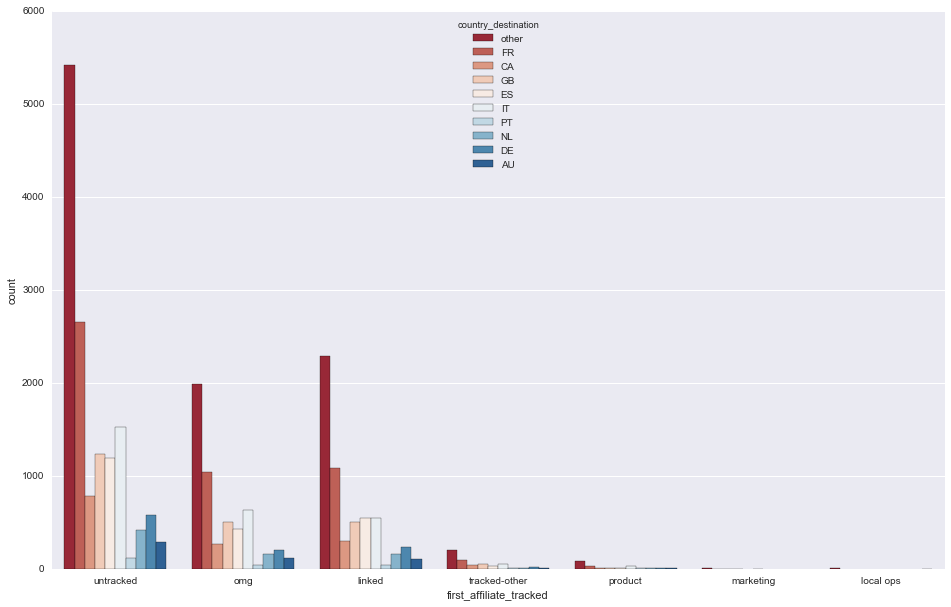 country_destination
other
FR
CA
GB
ES
IT
PT
NL
DE
AU
6000
5000
4000
3000
2000
1000
0
count
untracked omg linked tracked-other product marketing local ops
first_affiliate_tracked